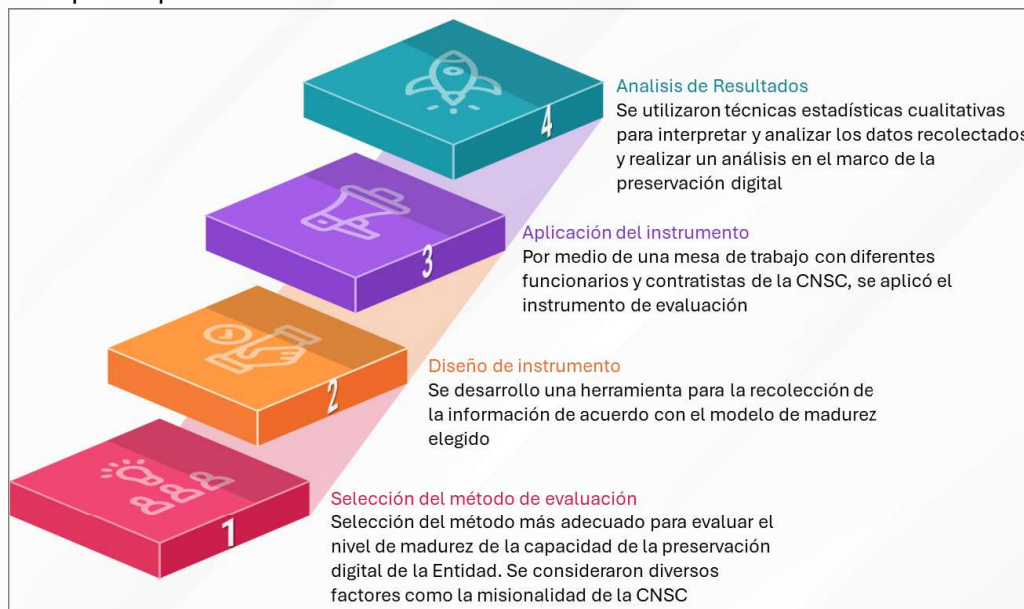 4
Analisis de Resultados
Se utilizaron técnicas estadísticas cualitativas
para interpretar y analizar los datos recolectados
y realizar un análisis en el marco de la
preservación digital
3
Aplicación del instrumento
Por medio de una mesa de trabajo con diferentes
funcionarios y contratistas de la CNSC, se aplicó el
instrumento de evaluación
2
Diseño de instrumento
Se desarrollo una herramienta para la recolección de
la información de acuerdo con el modelo de madurez
elegido
1
Selección del método de evaluación
Selección del método más adecuado para evaluar el
nivel de madurez de la capacidad de la preservación
digital de la Entidad. Se consideraron diversos
factores como la misionalidad de la CNSC